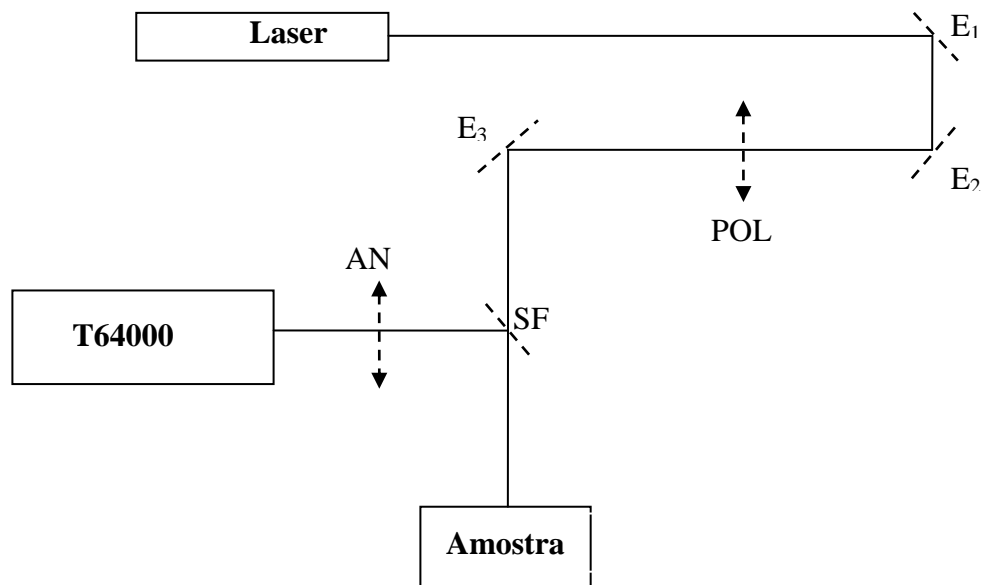 Laser
E₁
E₃
E₂
POL
AN
SF
T64000
Amostra